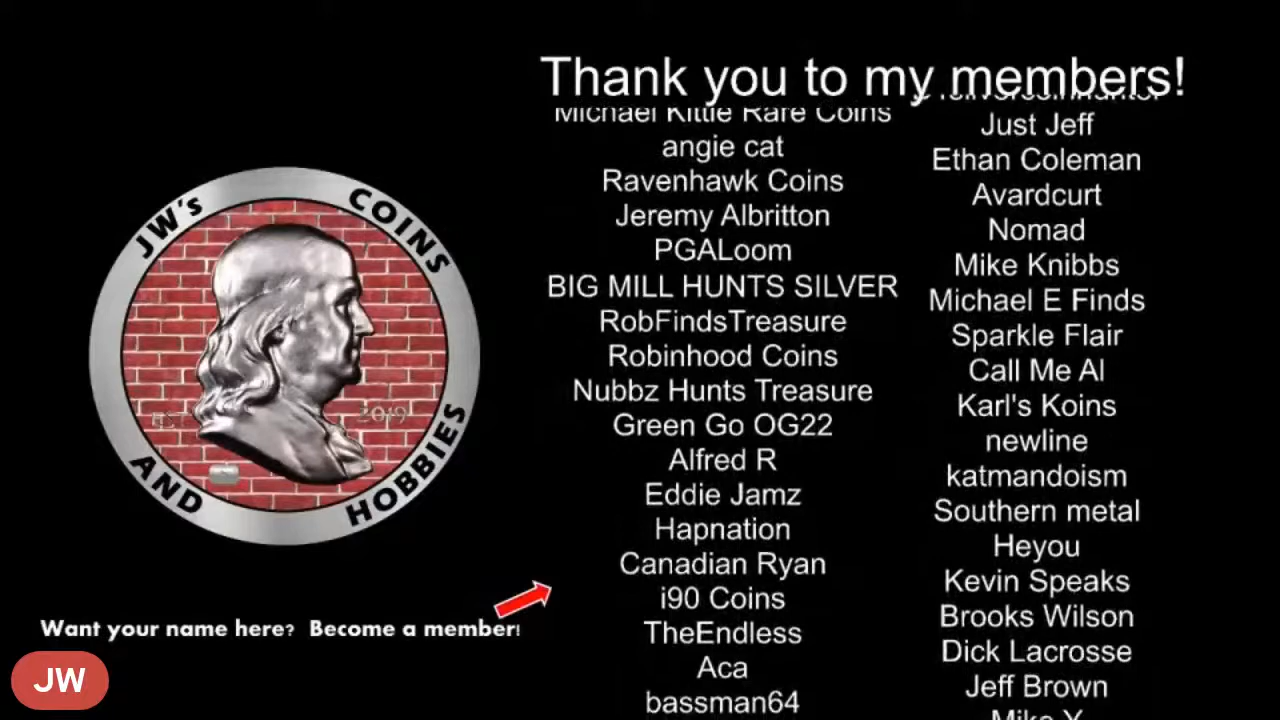 Thank you to my members!
Michael Kittle Rare Coins
angie cat
Ravenhawk Coins
Jeremy Albritton
PGALoom
BIG MILL HUNTS SILVER
RobFindsTreasure
Robinhood Coins
Nubbz Hunts Treasure
Green Go OG22
Alfred R
Eddie Jamz
Hapnation
Canadian Ryan
i90 Coins
TheEndless
Aca
bassman64
Just Jeff
Ethan Coleman
Avardcurt
Nomad
Mike Knibbs
Michael E Finds
Sparkle Flair
Call Me Al
Karl's Koins
newline
katmandoism
Southern metal
Heyou
Kevin Speaks
Brooks Wilson
Dick Lacrosse
Jeff Brown
Mike Y
JW's COINS
AND HOBBIES
EST 2019
Want your name here? Become a member!
JW